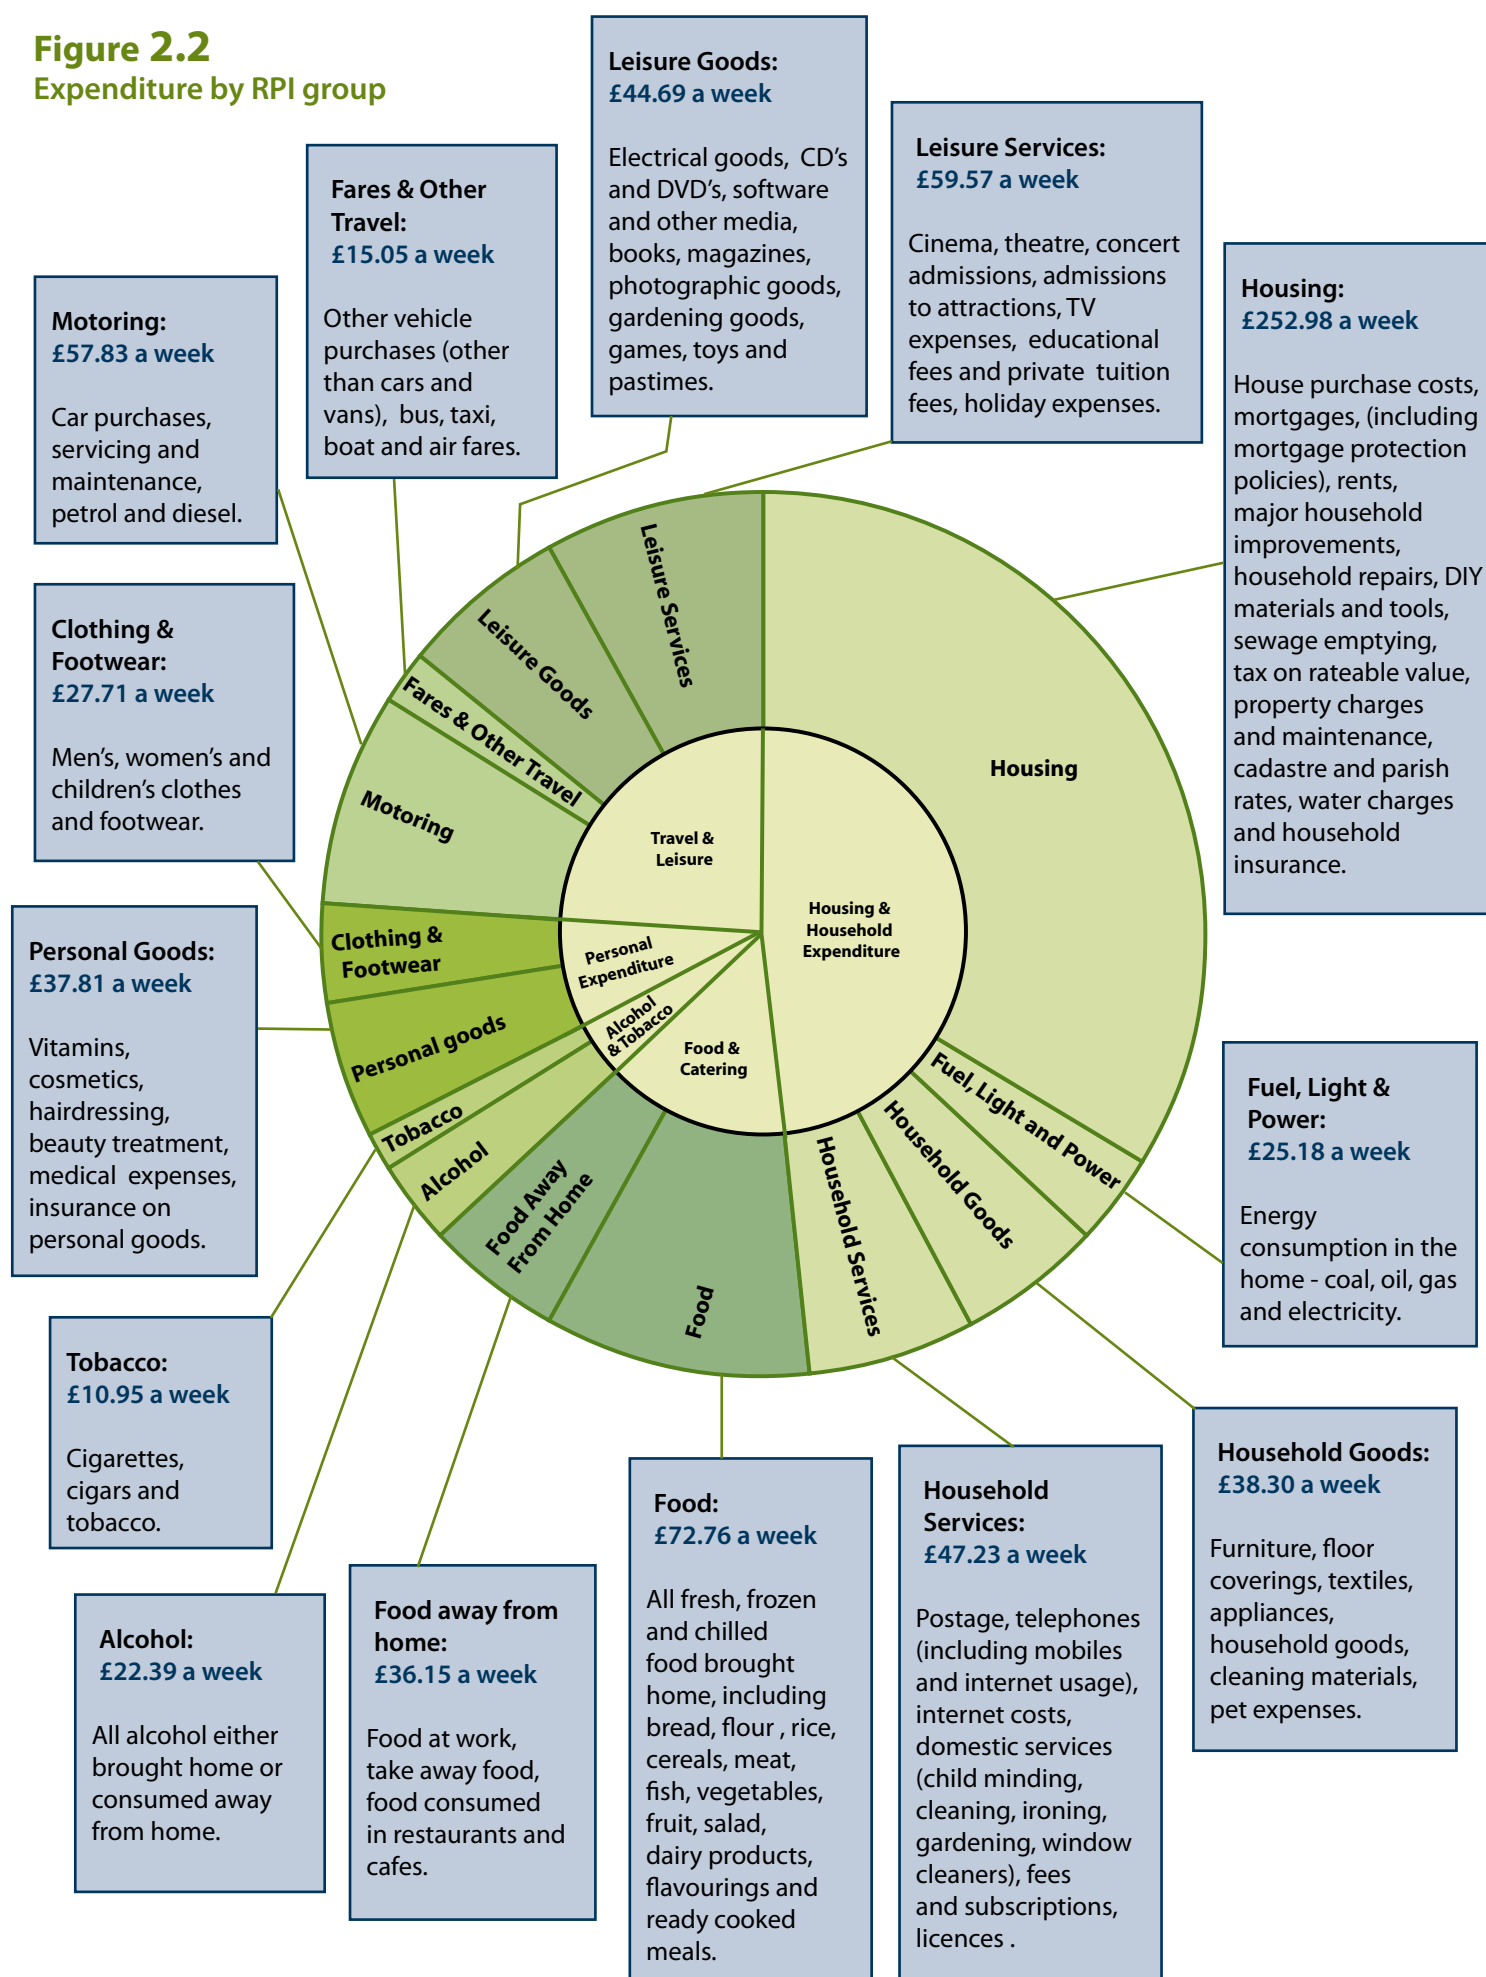 Figure 2.2
Expenditure by RPI group
Leisure Goods:
£44.69 a week
Electrical goods, CD's
and DVD's, software
and other media,
books, magazines,
photographic goods,
gardening goods,
games, toys and
pastimes.
Leisure Services:
£59.57 a week
Cinema, theatre, concert
admissions, admissions
to attractions, TV
expenses, educational
fees and private tuition
fees, holiday expenses.
Fares & Other
Travel:
£15.05 a week
Other vehicle
purchases (other
than cars and
vans), bus, taxi,
boat and air fares.
Housing:
£252.98 a week
House purchase costs,
mortgages, (including
mortgage protection
policies), rents,
major household
improvements,
household repairs, DIY
materials and tools,
sewage emptying,
tax on rateable value,
property charges
and maintenance,
cadastre and parish
rates, water charges
and household
insurance.
Motoring:
£57.83 a week
Car purchases,
servicing and
maintenance,
petrol and diesel.
Clothing &
Footwear:
£27.71 a week
Men's, women's and
children's clothes
and footwear.
Personal Goods:
£37.81 a week
Vitamins,
cosmetics,
hairdressing,
beauty treatment,
medical expenses,
insurance on
personal goods.
Leisure Services
Leisure Goods
Fares & Other Travel
Motoring
Clothing &
Footwear
Personal goods
Tobacco
Alcohol
Food Away
From Home
Food
Household Services
Household Goods
Fuel, Light and Power
Housing
Travel &
Leisure
Housing &
Household
Expenditure
Personal
Expenditure
Alcohol
& Tobacco
Food &
Catering
Fuel, Light &
Power:
£25.18 a week
Energy
consumption in the
home - coal, oil, gas
and electricity.
Tobacco:
£10.95 a week
Cigarettes,
cigars and
tobacco.
Alcohol:
£22.39 a week
All alcohol either
brought home or
consumed away
from home.
Food away from
home:
£36.15 a week
Food at work,
take away food,
food consumed
in restaurants and
cafes.
Food:
£72.76 a week
All fresh, frozen
and chilled
food brought
home, including
bread, flour , rice,
cereals, meat,
fish, vegetables,
fruit, salad,
dairy products,
flavourings and
ready cooked
meals.
Household
Services:
£47.23 a week
Postage, telephones
(including mobiles
and internet usage),
internet costs,
domestic services
(child minding,
cleaning, ironing,
gardening, window
cleaners), fees
and subscriptions,
licences .
Household Goods:
£38.30 a week
Furniture, floor
coverings, textiles,
appliances,
household goods,
cleaning materials,
pet expenses.